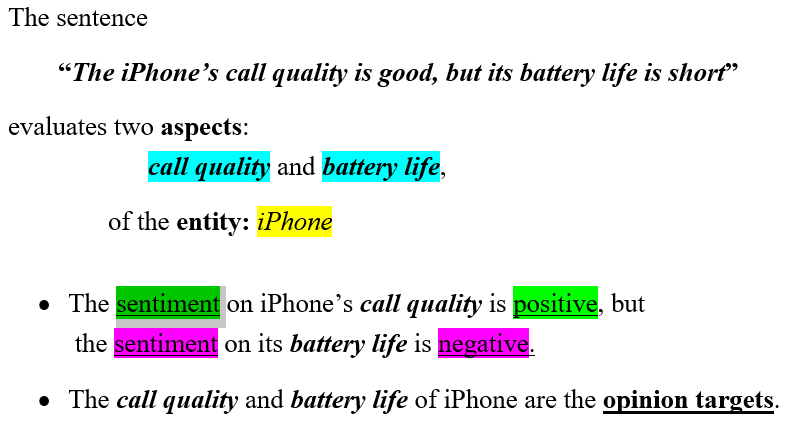 The sentence
“The iPhone’s call quality is good, but its battery life is short”
evaluates two aspects:
call quality and battery life,
of the entity: iPhone
• The sentiment on iPhone’s call quality is positive, but
the sentiment on its battery life is negative.
• The call quality and battery life of iPhone are the opinion targets.